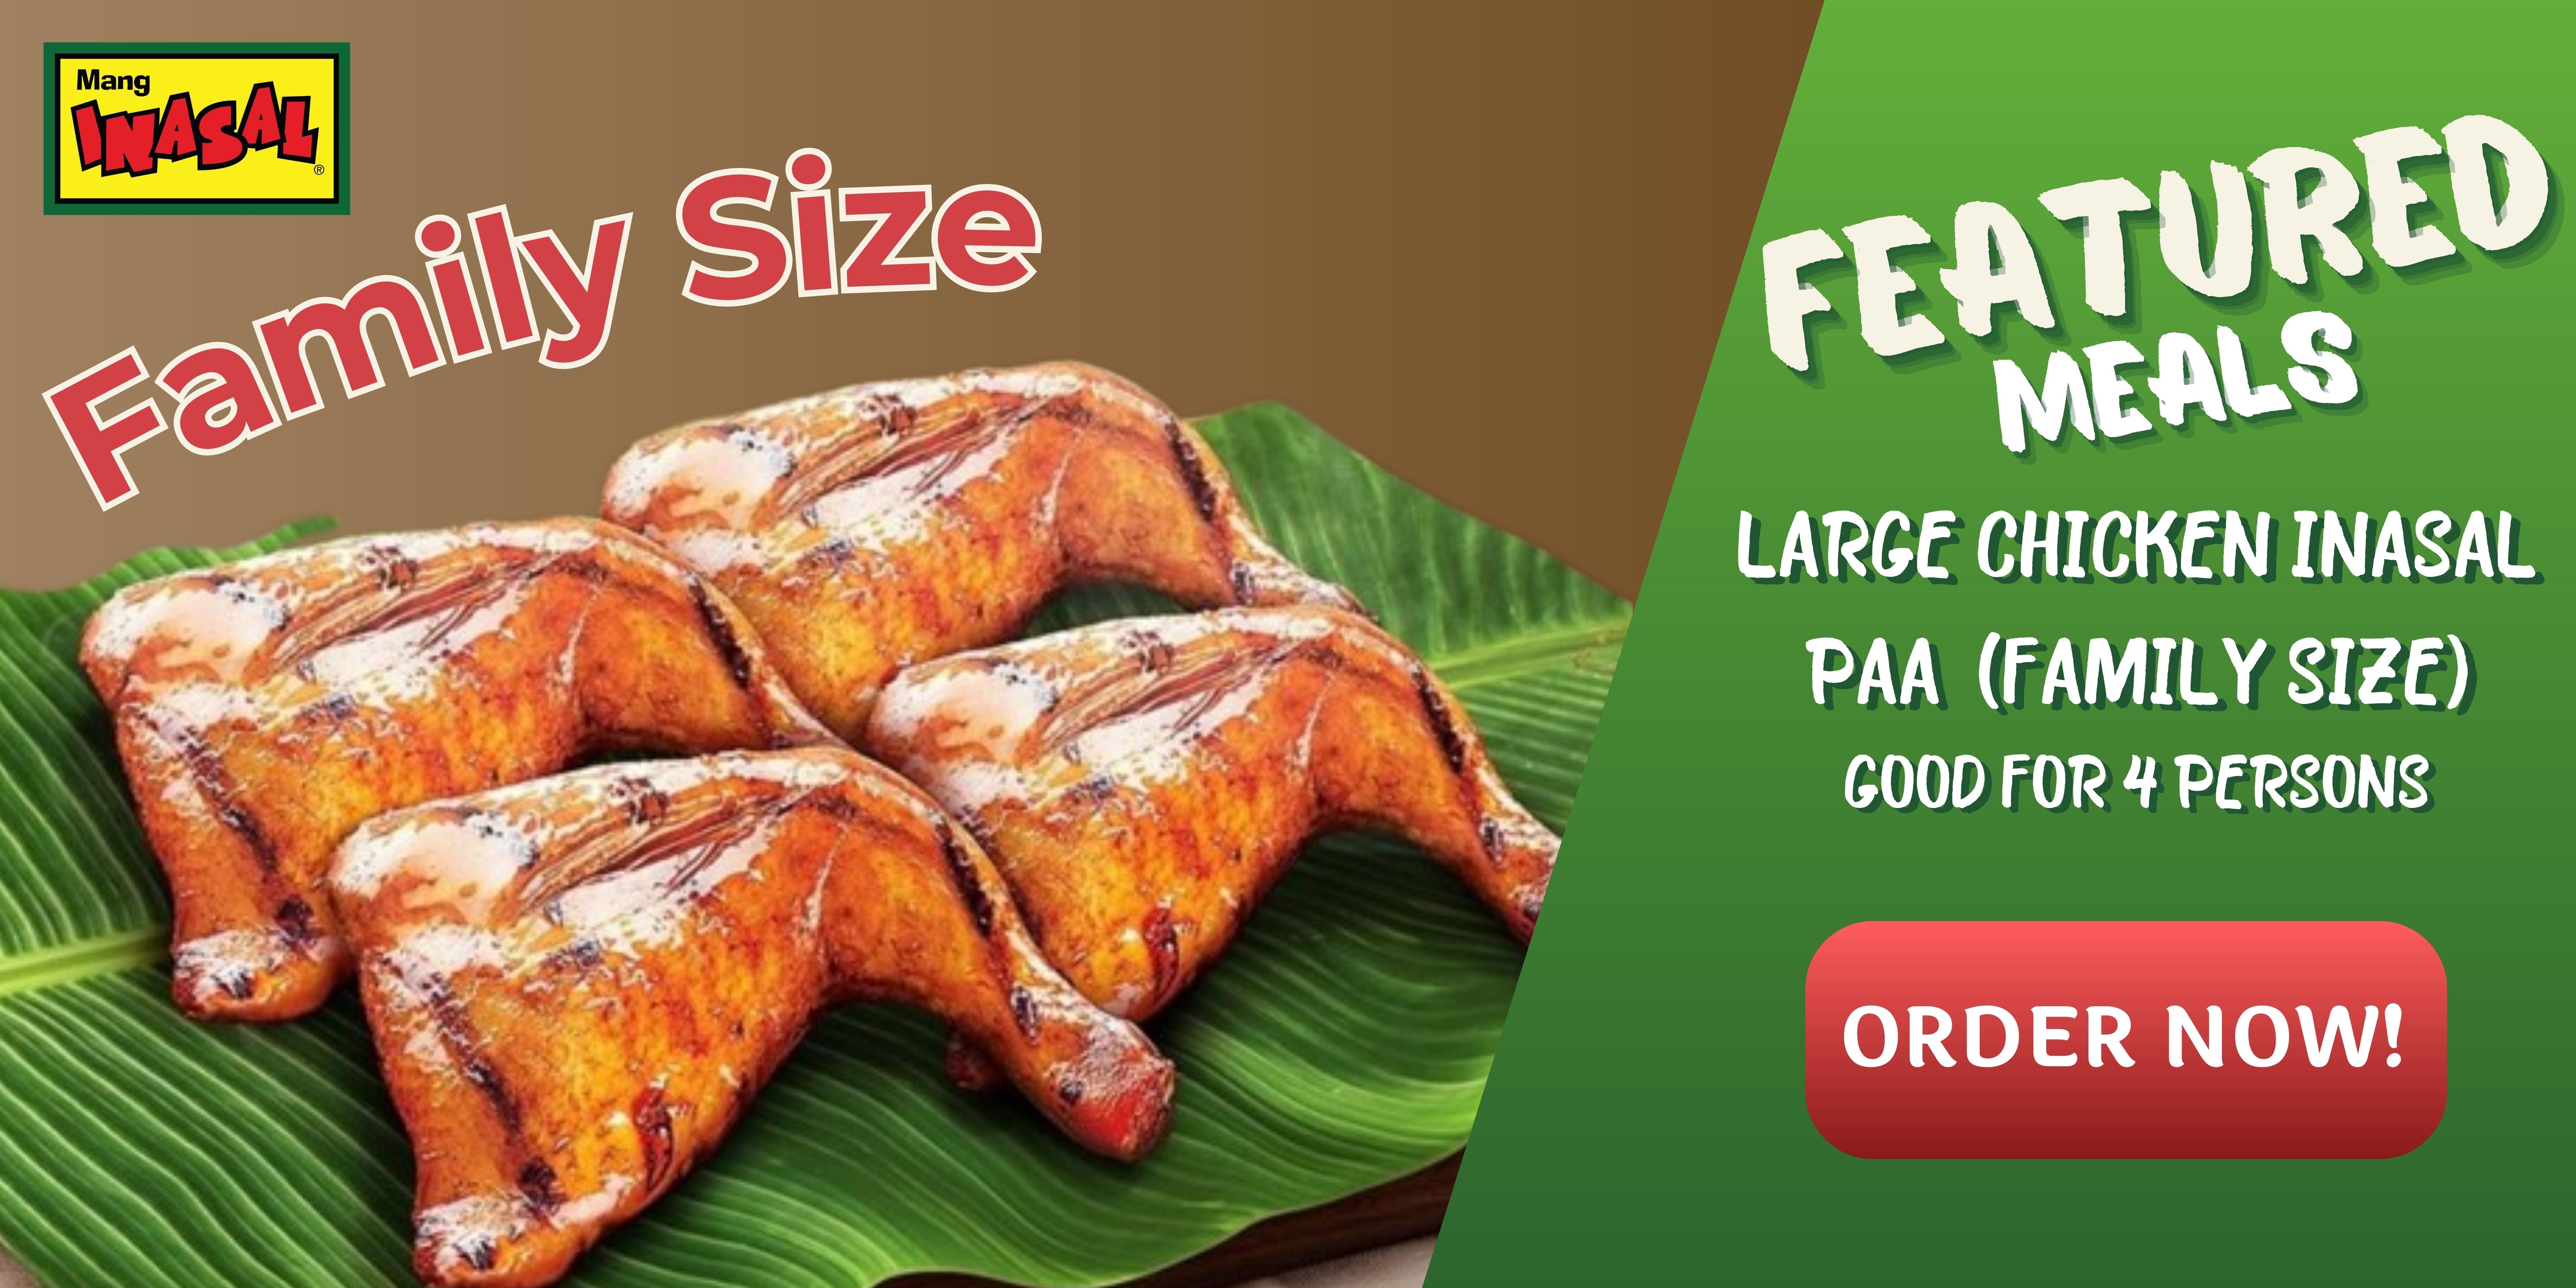 Mang
INASAL
®
Family Size
FEATURED
MEALS
LARGE CHICKEN INASAL
PAA (FAMILY SIZE)
GOOD FOR 4 PERSONS
ORDER NOW!